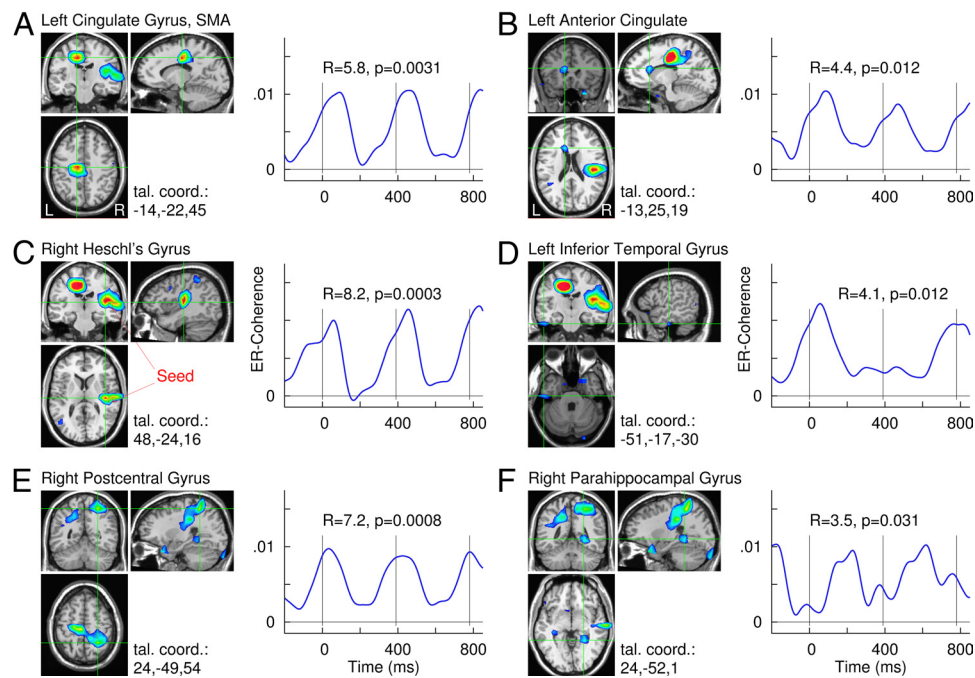 A Left Cingulate Gyrus, SMA
R=5.8, p=0.0031
.01
0
0 400 800
L R
tal. coord.:
-14,-22,45
B Left Anterior Cingulate
R=4.4, p=0.012
.01
0
0 400 800
L R
tal. coord.:
-13,25,19
C Right Heschl's Gyrus
R=8.2, p=0.0003
ER-Coherence
0
0 400 800
Seed
tal. coord.:
48,-24,16
D Left Inferior Temporal Gyrus
R=4.1, p=0.012
ER-Coherence
0
0 400 800
tal. coord.:
-51,-17,-30
E Right Postcentral Gyrus
R=7.2, p=0.0008
.01
0
0 400 800
Time (ms)
tal. coord.:
24,-49,54
F Right Parahippocampal Gyrus
R=3.5, p=0.031
.01
0
0 400 800
Time (ms)
tal. coord.:
24,-52,1